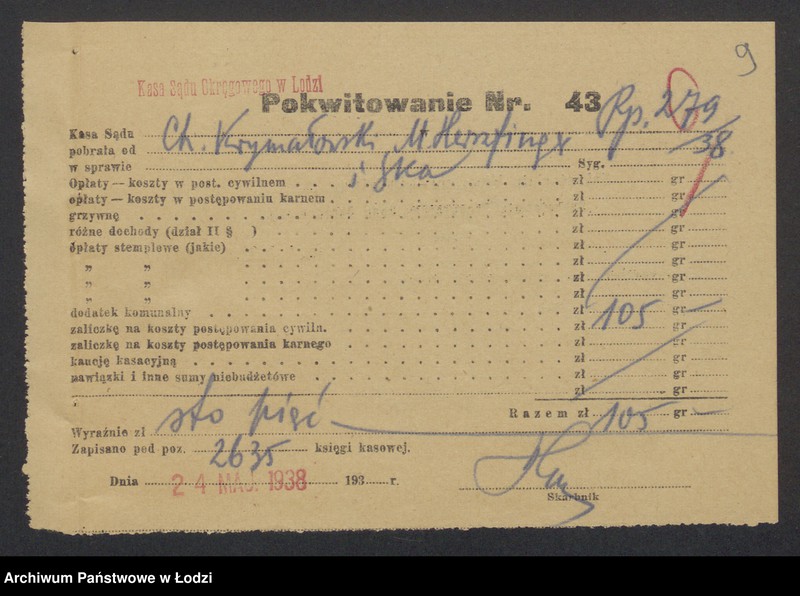 9
Kasa Sądu Okręgowego w Łodzi
Pokwitowanie Nr. 43
Rp. 279/38
Kasa Sądu
pobrała od Ch. M
w sprawie i Ska Syg.
Opłaty — koszty w post. cywilnem zł gr
opłaty — koszty w postępowaniu karnem zł gr
grzywnę zł gr
różne dochody (dział II § ) zł gr
opłaty stemplowe (jakie) zł gr
„ „ zł gr
„ „ zł gr
„ „ zł gr
dodatek komunalny zł 105 gr —
zaliczkę na koszty postępowania cywiln. zł gr
zaliczkę na koszty postępowania karnego zł gr
kaucję kasacyjną zł gr
nawiązki i inne sumy niebudżetowe zł gr
Razem zł 105 gr —
Wyraźnie zł sto pięć
Zapisano pod poz. 2635 księgi kasowej.
Dnia 24 MAJ. 1938 193 r.
Skarbnik
Archiwum Państwowe w Łodzi